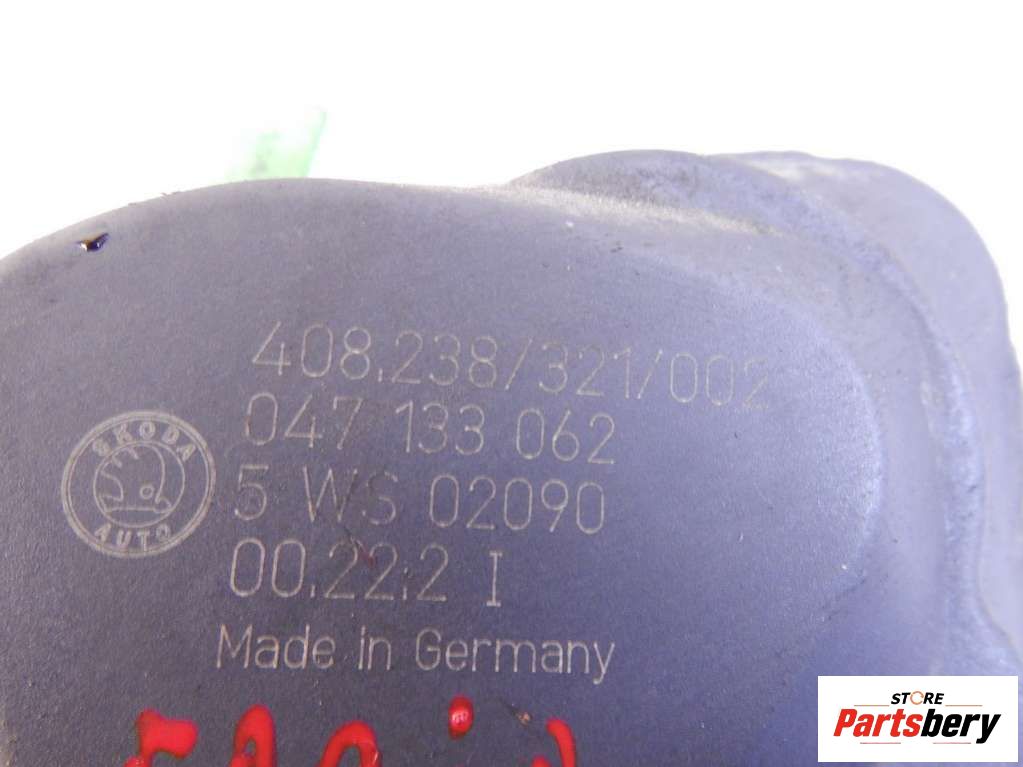 408.238/321/002
047 133 062
ŠKODA
AUTO
5 WS 02090
00.22.2 I
Made in Germany
STORE
Partsbery